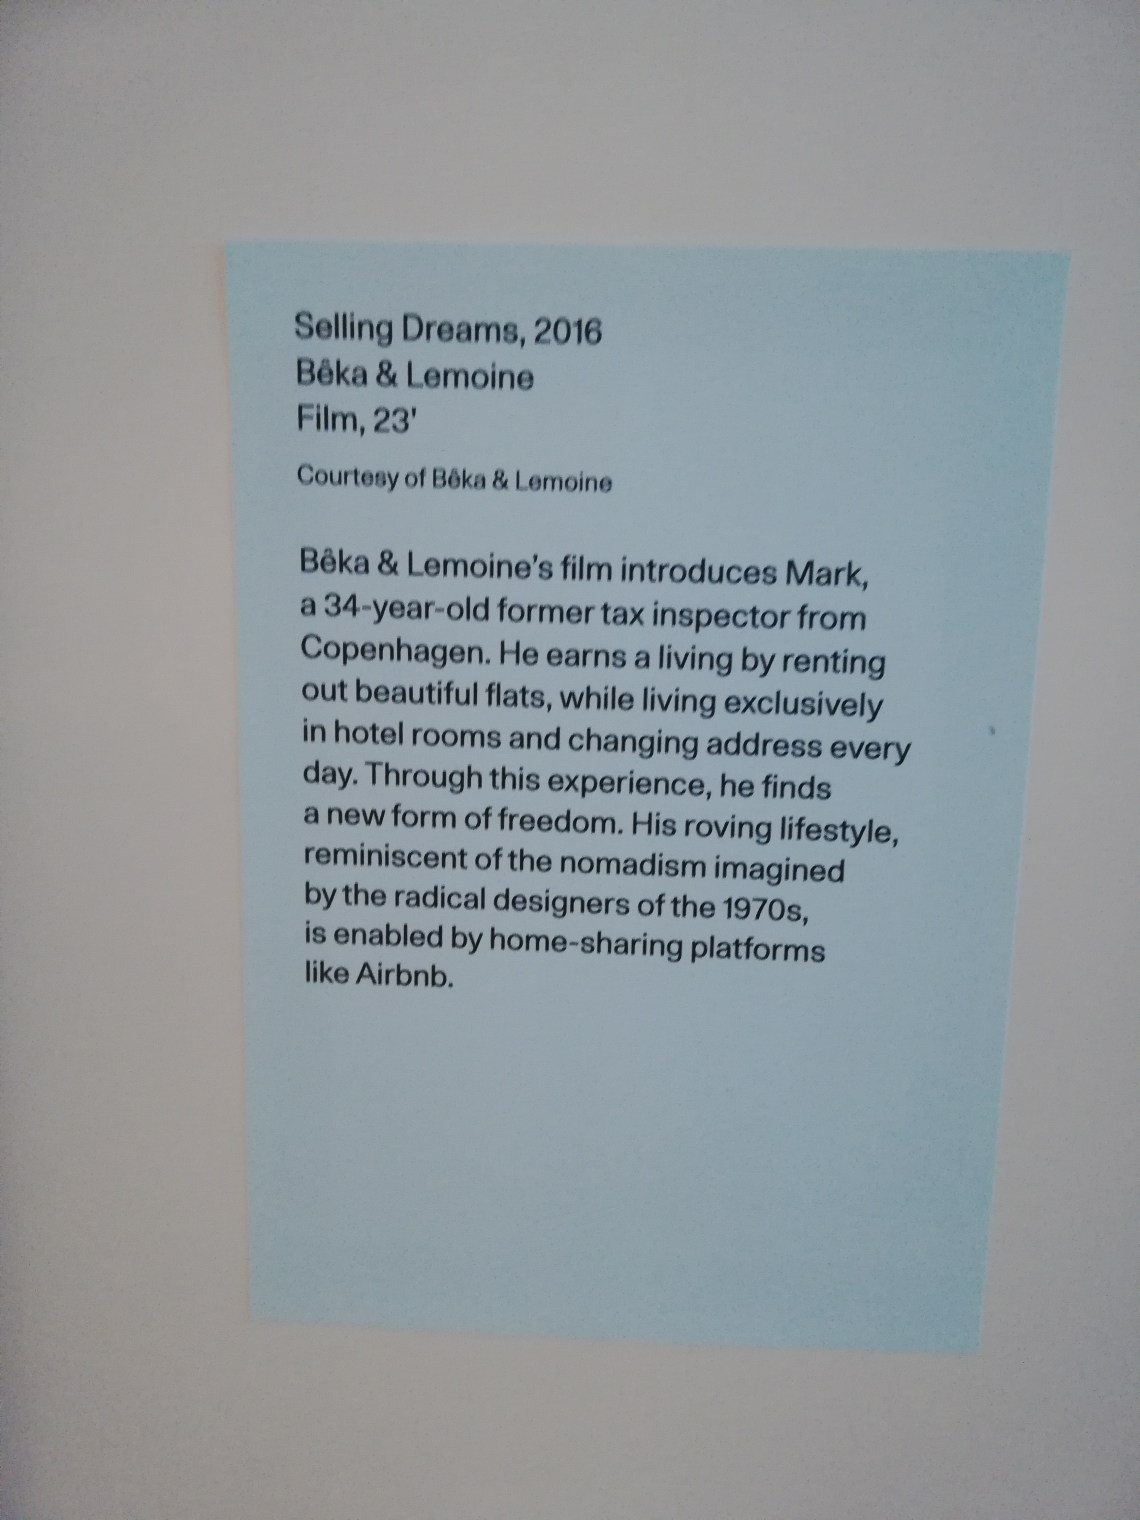 Selling Dreams, 2016
Bêka & Lemoine
Film, 23'
Courtesy of Bêka & Lemoine
Bêka & Lemoine's film introduces Mark,
a 34-year-old former tax inspector from
Copenhagen. He earns a living by renting
out beautiful flats, while living exclusively
in hotel rooms and changing address every
day. Through this experience, he finds
a new form of freedom. His roving lifestyle,
reminiscent of the nomadism imagined
by the radical designers of the 1970s,
is enabled by home-sharing platforms
like Airbnb.